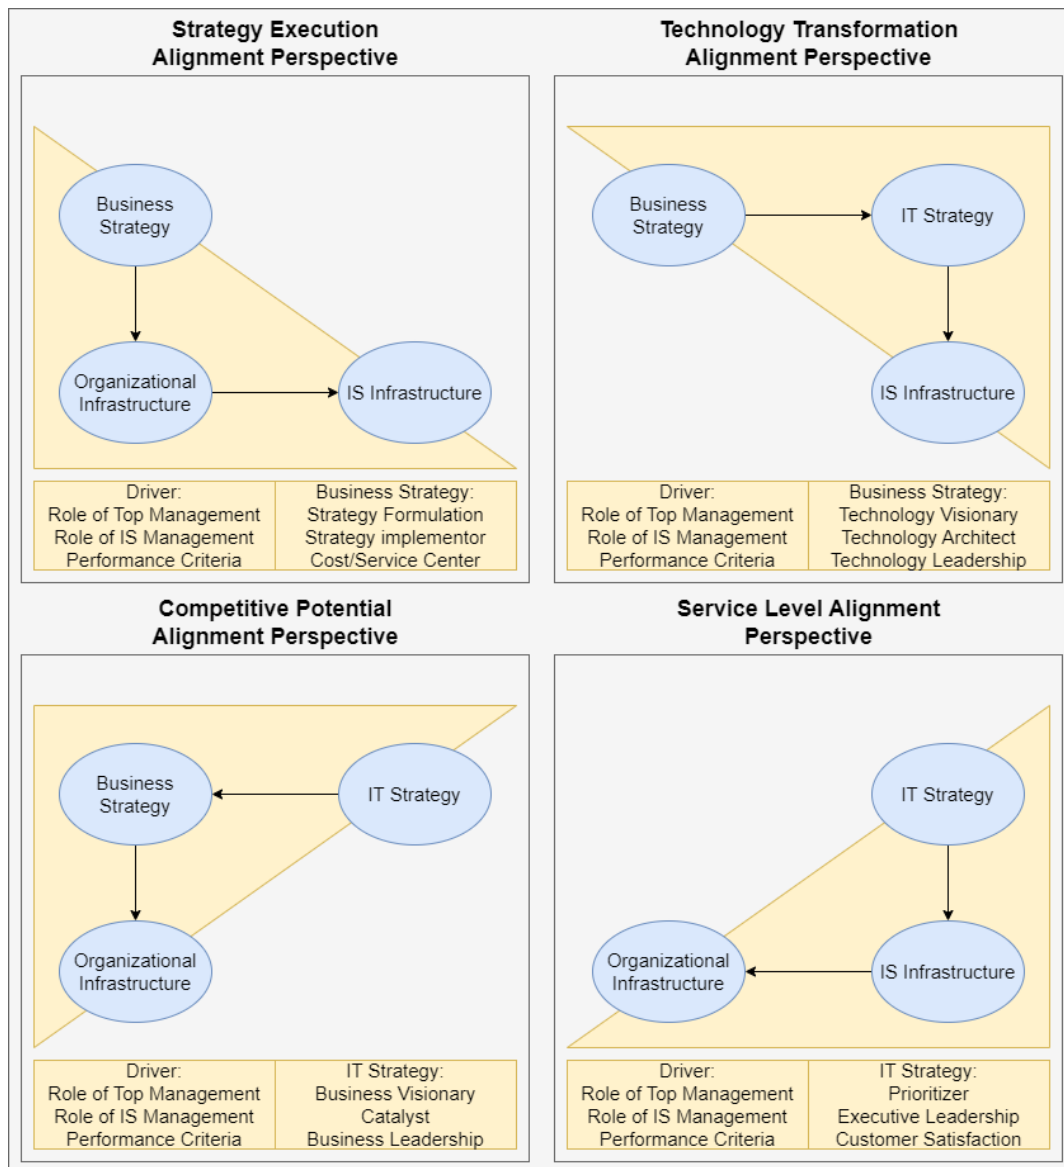 Strategy Execution
Alignment Perspective
Business
Strategy
Organizational
Infrastructure
IS Infrastructure
Driver:
Role of Top Management
Role of IS Management
Performance Criteria
Business Strategy:
Strategy Formulation
Strategy implementor
Cost/Service Center
Technology Transformation
Alignment Perspective
Business
Strategy
IT Strategy
IS Infrastructure
Driver:
Role of Top Management
Role of IS Management
Performance Criteria
Business Strategy:
Technology Visionary
Technology Architect
Technology Leadership
Competitive Potential
Alignment Perspective
Business
Strategy
IT Strategy
Organizational
Infrastructure
Driver:
Role of Top Management
Role of IS Management
Performance Criteria
IT Strategy:
Business Visionary
Catalyst
Business Leadership
Service Level Alignment
Perspective
IT Strategy
Organizational
Infrastructure
IS Infrastructure
Driver:
Role of Top Management
Role of IS Management
Performance Criteria
IT Strategy:
Prioritizer
Executive Leadership
Customer Satisfaction